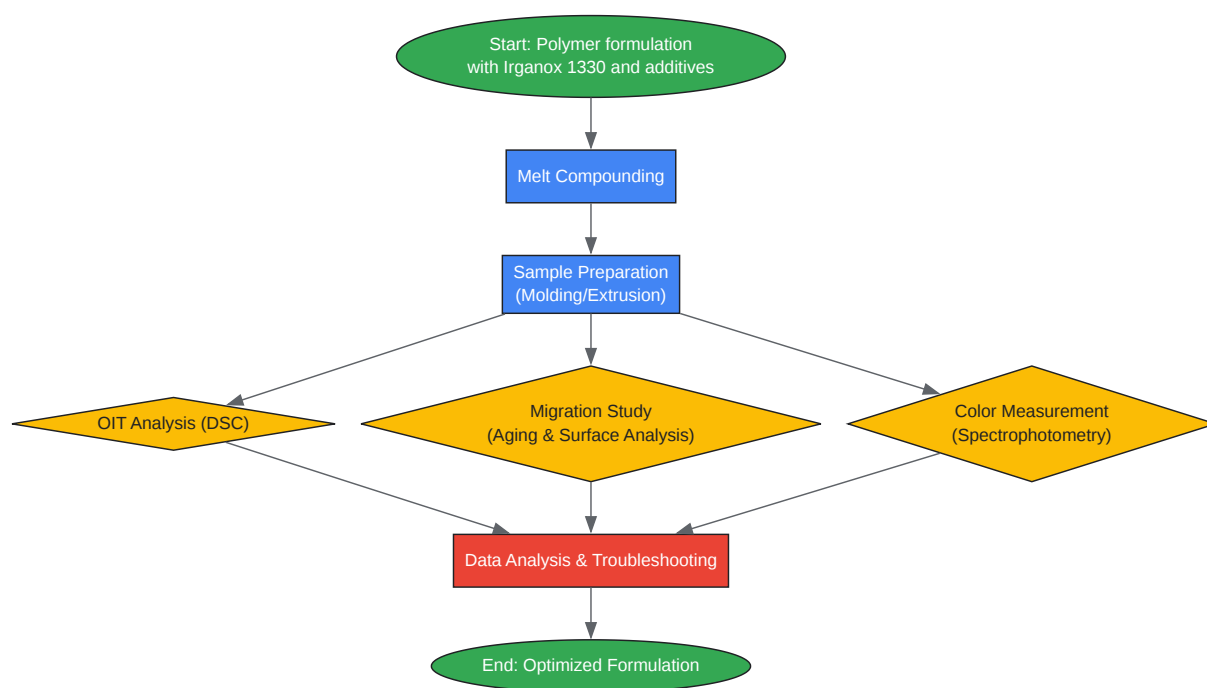 Start: Polymer formulation
with Irganox 1330 and additives
Melt Compounding
Sample Preparation
(Molding/Extrusion)
OIT Analysis (DSC)
Migration Study
(Aging & Surface Analysis)
Color Measurement
(Spectrophotometry)
Data Analysis & Troubleshooting
End: Optimized Formulation